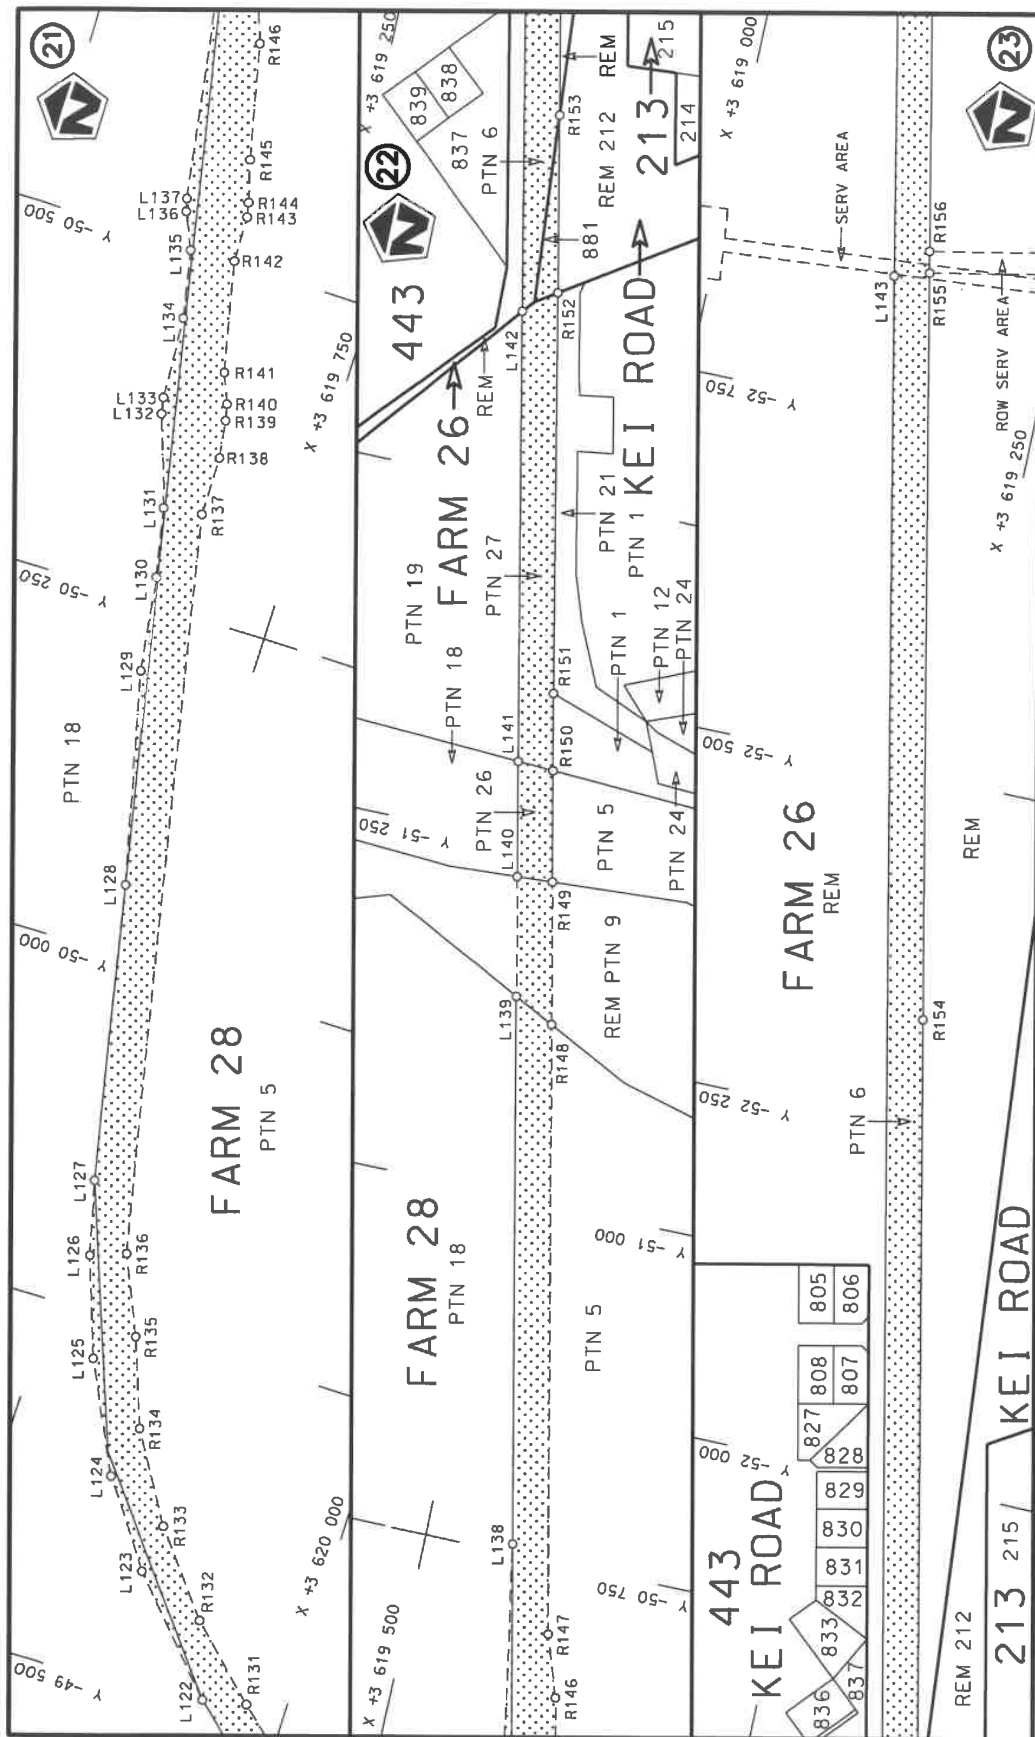 21
N
Y -50 500
Y -50 250
Y -50 000
Y -49 500
X +3 619 750
X +3 620 000
L137
L136
L135
L134
L133
L132
L131
L130
L129
L128
L127
L126
L125
L124
L123
L122
R146
R145
R144
R143
R142
R141
R140
R139
R138
R137
R136
R135
R134
R133
R132
R131
PTN 18
FARM 28
PTN 5
22
N
X +3 619 250
X +3 619 500
839
838
837
PTN 6
443
REM
FARM 26
PTN 19
PTN 27
PTN 18
PTN 26
L142
L141
L140
L139
L138
REM
R153
REM 212
881
R152
213
215
214
KEI ROAD
PTN 21
PTN 1
PTN 1
PTN 12
PTN 24
PTN 24
R151
R150
PTN 5
R149
REM PTN 9
R148
R147
R146
Y -51 250
Y -51 000
Y -50 750
FARM 28
PTN 18
PTN 5
23
N
X +3 619 000
X +3 619 250
Y -52 750
Y -52 500
Y -52 250
Y -52 000
SERV AREA
ROW SERV AREA
L143
R156
R155
R154
FARM 26
REM
REM
PTN 6
805
806
808
807
827
828
829
830
831
832
833
837
836
443
KEI ROAD
REM 212
213
215
KEI ROAD